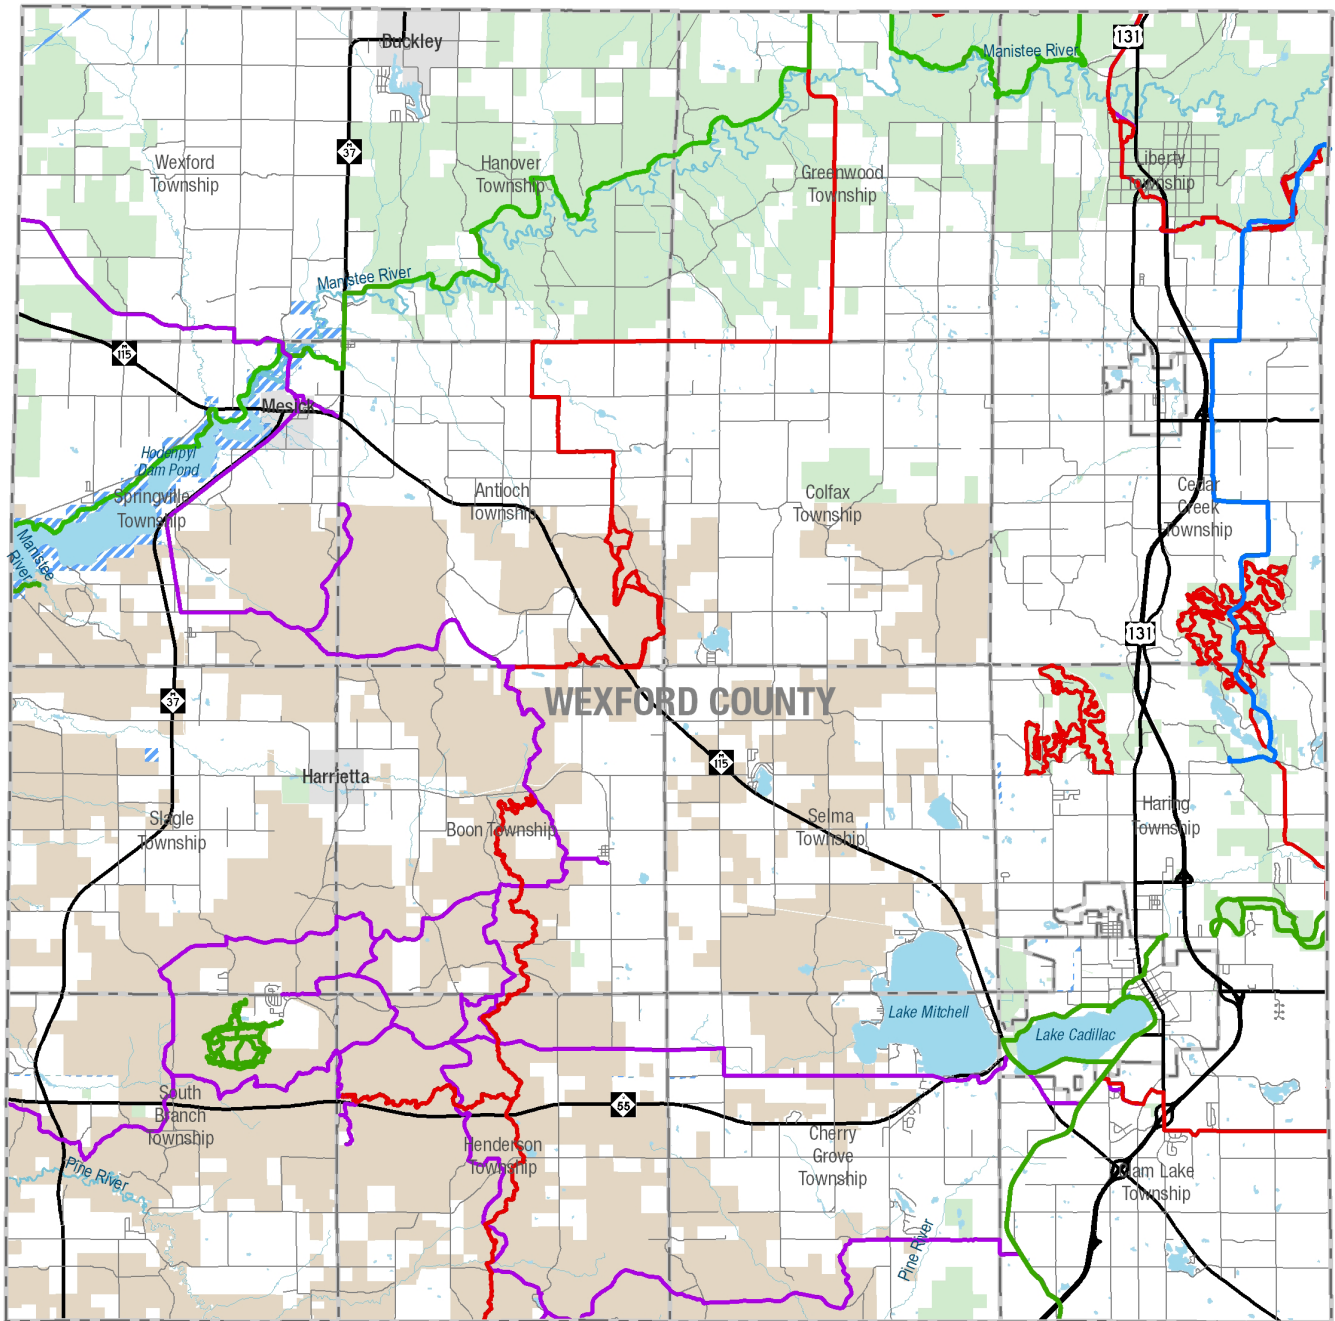 Buckley
131
Manistee River
M
37
Wexford
Township
Hanover
Township
Greenwood
Township
Liberty
Township
Manistee River
M
115
Mesick
Hodenpyl
Dam Pond
Springville
Township
Antioch
Township
Colfax
Township
Cedar
Creek
Township
Manistee
River
131
WEXFORD COUNTY
M
37
M
115
Harrietta
Slagle
Township
Boon Township
Selma
Township
Haring
Township
Lake Mitchell
Lake Cadillac
South
Branch
Township
M
55
Henderson
Township
Cherry
Grove
Township
Clam Lake
Township
Pine River
Pine River